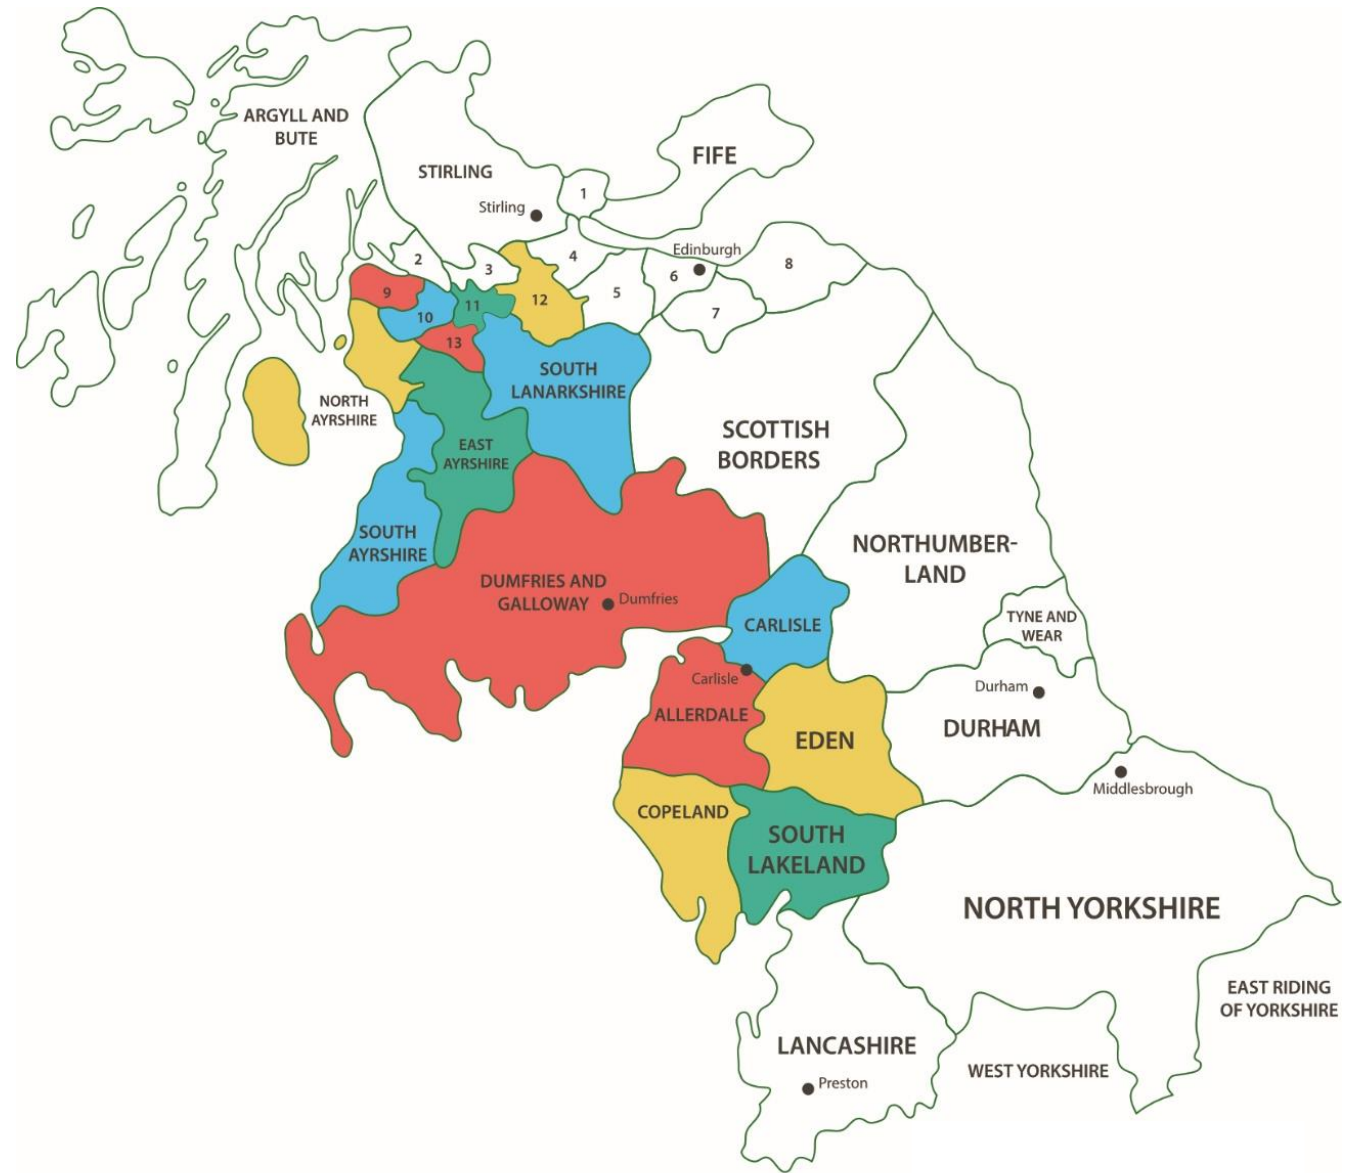 ARGYLL AND
BUTE
STIRLING
Stirling
FIFE
1
2
3
4
5
Edinburgh
6
7
8
9
10
11
12
13
NORTH
AYRSHIRE
SOUTH
LANARKSHIRE
EAST
AYRSHIRE
SCOTTISH
BORDERS
SOUTH
AYRSHIRE
DUMFRIES AND
GALLOWAY
Dumfries
NORTHUMBER-
LAND
CARLISLE
Carlisle
TYNE AND
WEAR
Durham
DURHAM
ALLERDALE
EDEN
Middlesbrough
COPELAND
SOUTH
LAKELAND
NORTH YORKSHIRE
EAST RIDING
OF YORKSHIRE
LANCASHIRE
Preston
WEST YORKSHIRE